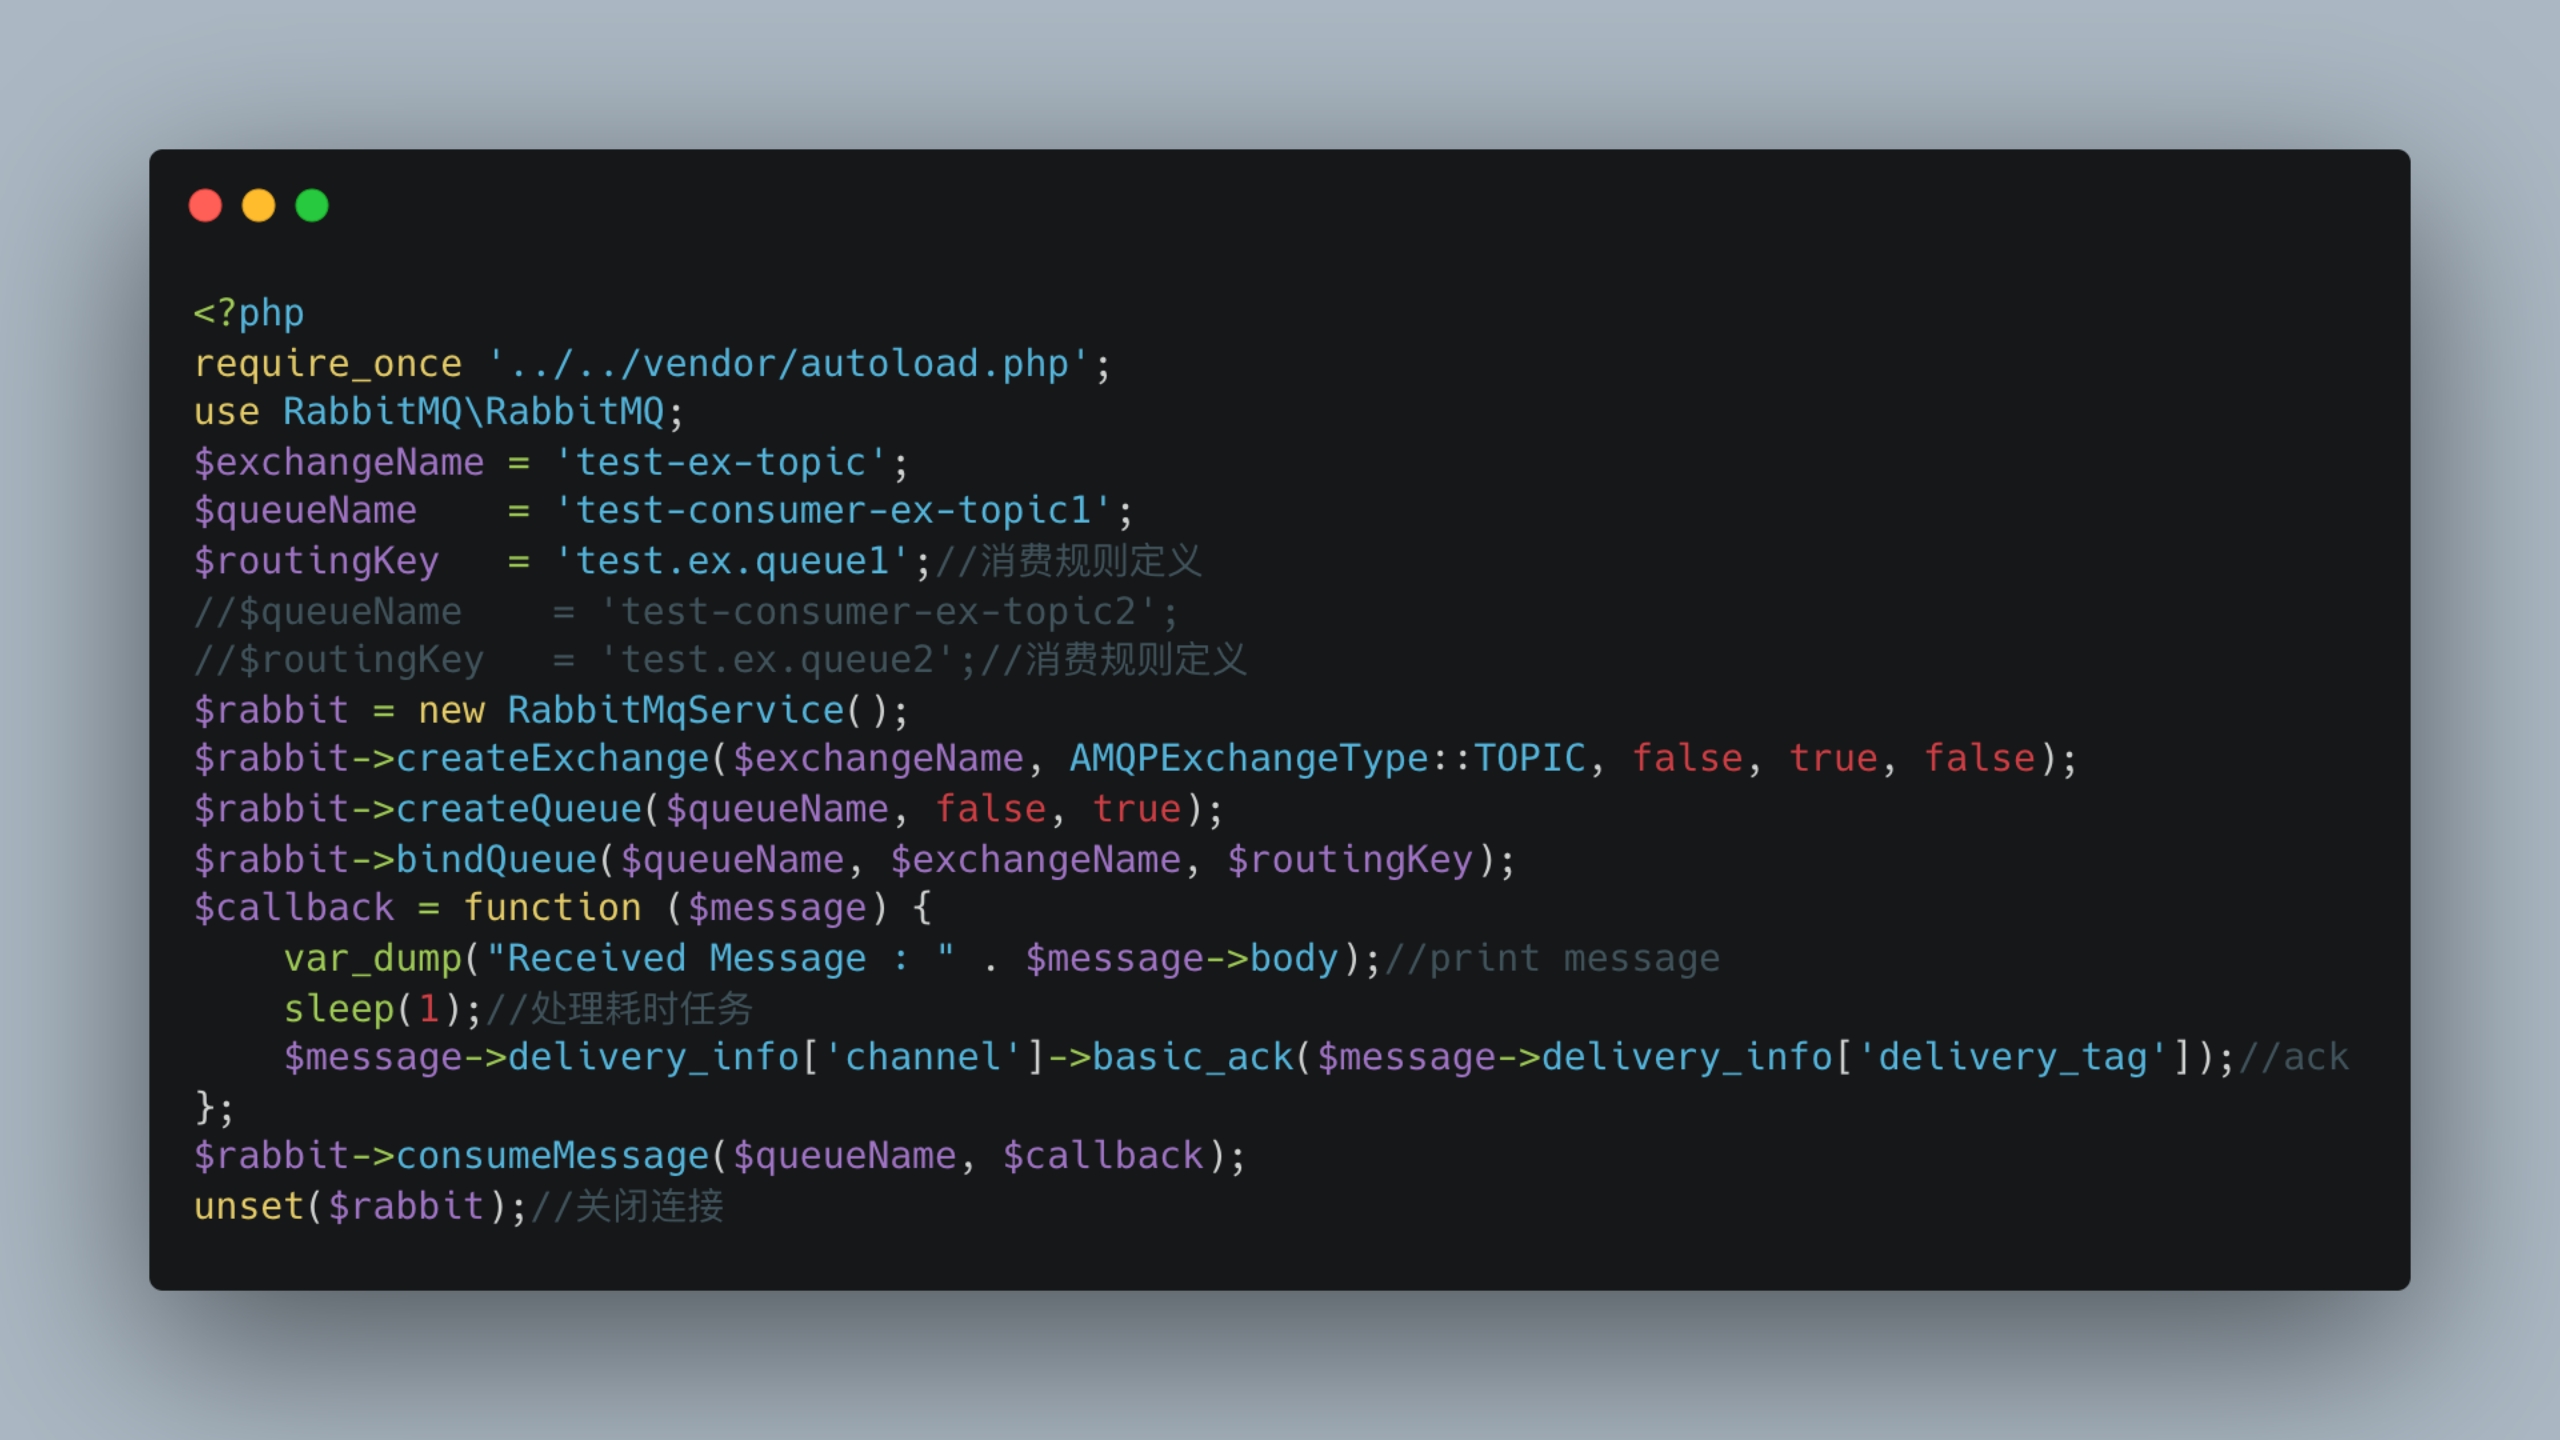 <?php
require_once '../../vendor/autoload.php';
use RabbitMQ\RabbitMQ;
$exchangeName = 'test-ex-topic';
$queueName    = 'test-consumer-ex-topic1';
$routingKey   = 'test.ex.queue1';//消费规则定义
//$queueName    = 'test-consumer-ex-topic2';
//$routingKey   = 'test.ex.queue2';//消费规则定义
$rabbit = new RabbitMqService();
$rabbit->createExchange($exchangeName, AMQPExchangeType::TOPIC, false, true, false);
$rabbit->createQueue($queueName, false, true);
$rabbit->bindQueue($queueName, $exchangeName, $routingKey);
$callback = function ($message) {
    var_dump("Received Message : " . $message->body);//print message
    sleep(1);//处理耗时任务
    $message->delivery_info['channel']->basic_ack($message->delivery_info['delivery_tag']);//ack
};
$rabbit->consumeMessage($queueName, $callback);
unset($rabbit);//关闭连接